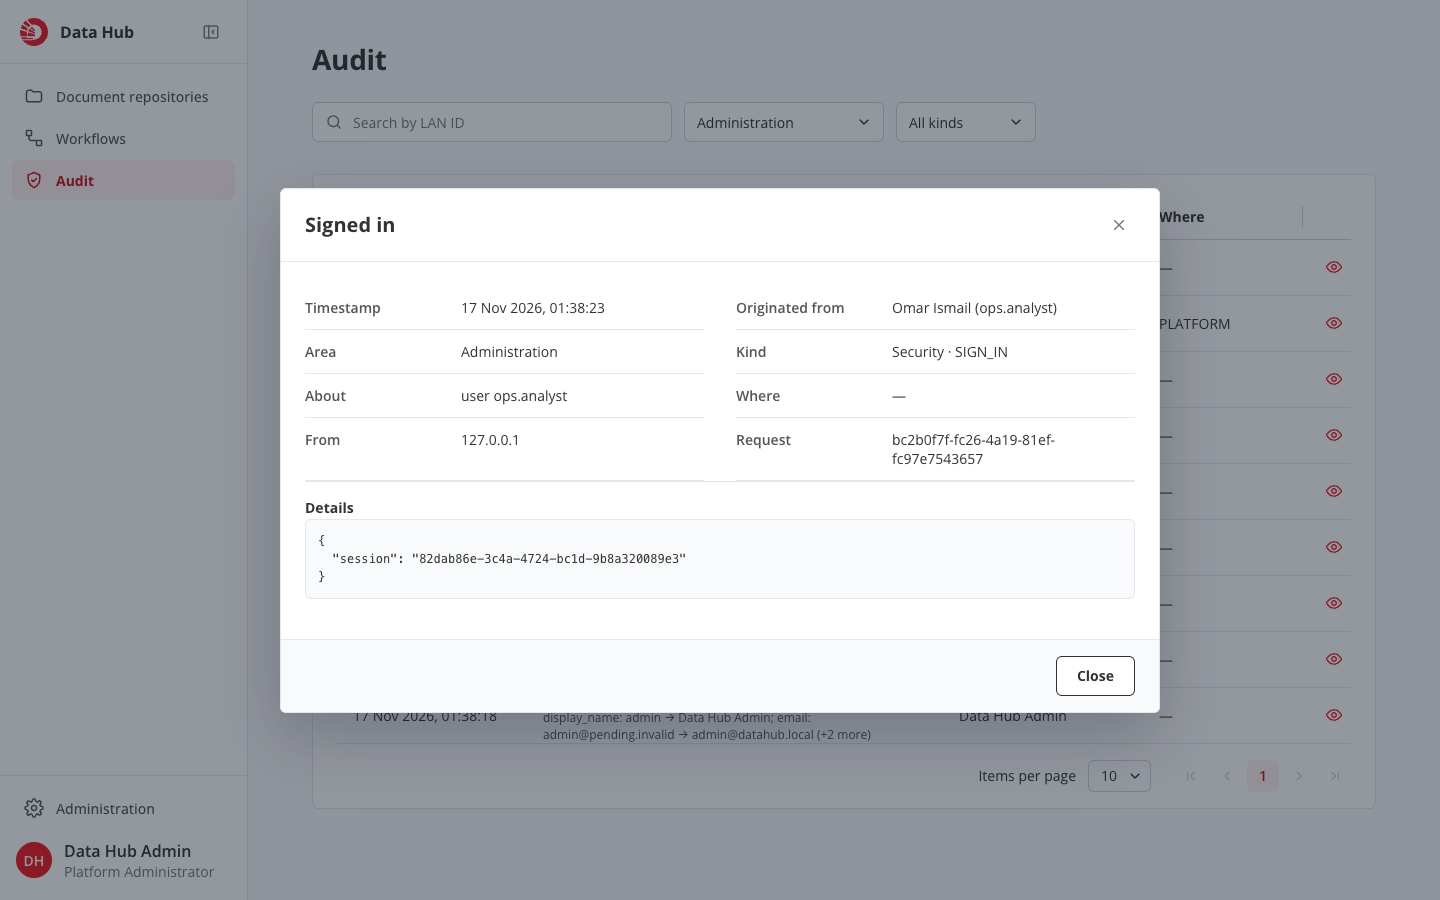 Data Hub
Document repositories
Workflows
Audit
Administration
DH
Data Hub Admin
Platform Administrator
Audit
Search by LAN ID
Administration
All kinds
Where
—
PLATFORM
—
—
—
—
—
—
17 Nov 2026, 01:38:18
display_name: admin → Data Hub Admin; email:
admin@pending.invalid → admin@datahub.local (+2 more)
Data Hub Admin
—
Items per page
10
1
Signed in
Timestamp
17 Nov 2026, 01:38:23
Originated from
Omar Ismail (ops.analyst)
Area
Administration
Kind
Security · SIGN_IN
About
user ops.analyst
Where
—
From
127.0.0.1
Request
bc2b0f7f-fc26-4a19-81ef-
fc97e7543657
Details
{
"session": "82dab86e-3c4a-4724-bc1d-9b8a320089e3"
}
Close